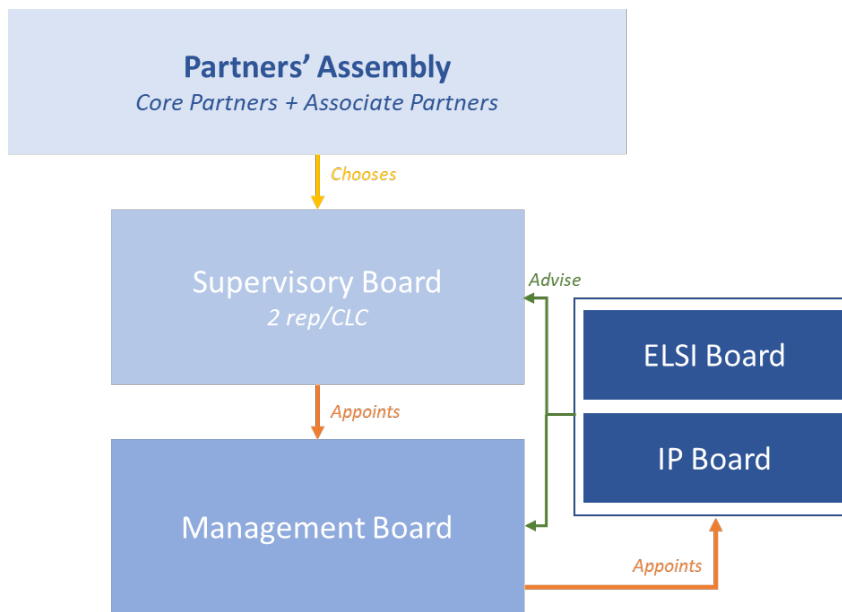 Partners’ Assembly
Core Partners + Associate Partners
Chooses
Supervisory Board
2 rep/CLC
Advise
ELSI Board
IP Board
Appoints
Management Board
Appoints